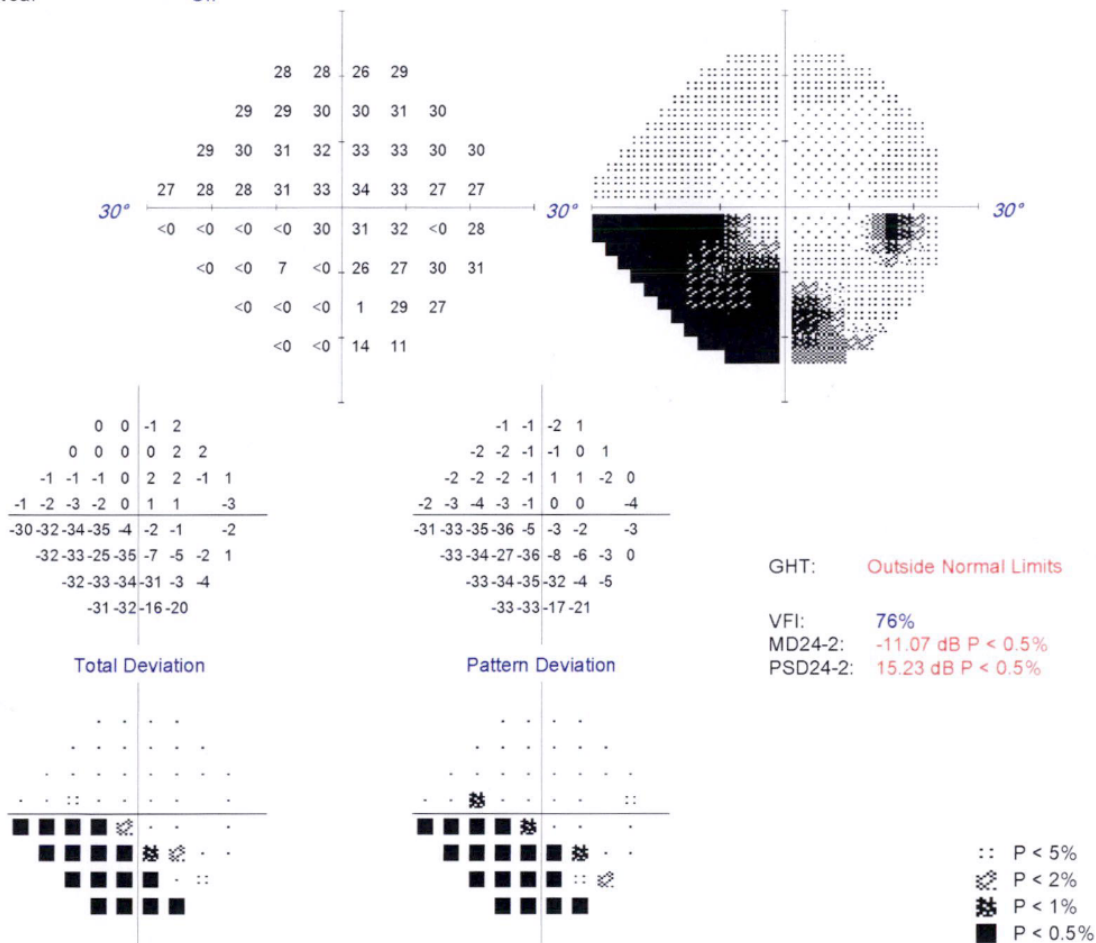 28 28 26 29
29 29 30 30 31 30
29 30 31 32 33 33 30 30
27 28 28 31 33 34 33 27 27
30° 30°
<0 <0 <0 <0 30 31 32 <0 28
<0 <0 7 <0 26 27 30 31
<0 <0 <0 1 29 27
<0 <0 14 11
0 0 -1 2
0 0 0 0 2 2
-1 -1 -1 0 2 2 -1 1
-1 -2 -3 -2 0 1 1 -3
-30 -32 -34 -35 -4 -2 -1 -2
-32 -33 -25 -35 -7 -5 -2 1
-32 -33 -34 -31 -3 -4
-31 -32 -16 -20
Total Deviation
-1 -1 -2 1
-2 -2 -1 -1 0 1
-2 -2 -2 -1 1 1 -2 0
-2 -3 -4 -3 -1 0 0 -4
-31 -33 -35 -36 -5 -3 -2 -3
-33 -34 -27 -36 -8 -6 -3 0
-33 -34 -35 -32 -4 -5
-33 -33 -17 -21
Pattern Deviation
GHT: Outside Normal Limits
VFI: 76%
MD24-2: -11.07 dB P < 0.5%
PSD24-2: 15.23 dB P < 0.5%
P < 5%
P < 2%
P < 1%
P < 0.5%